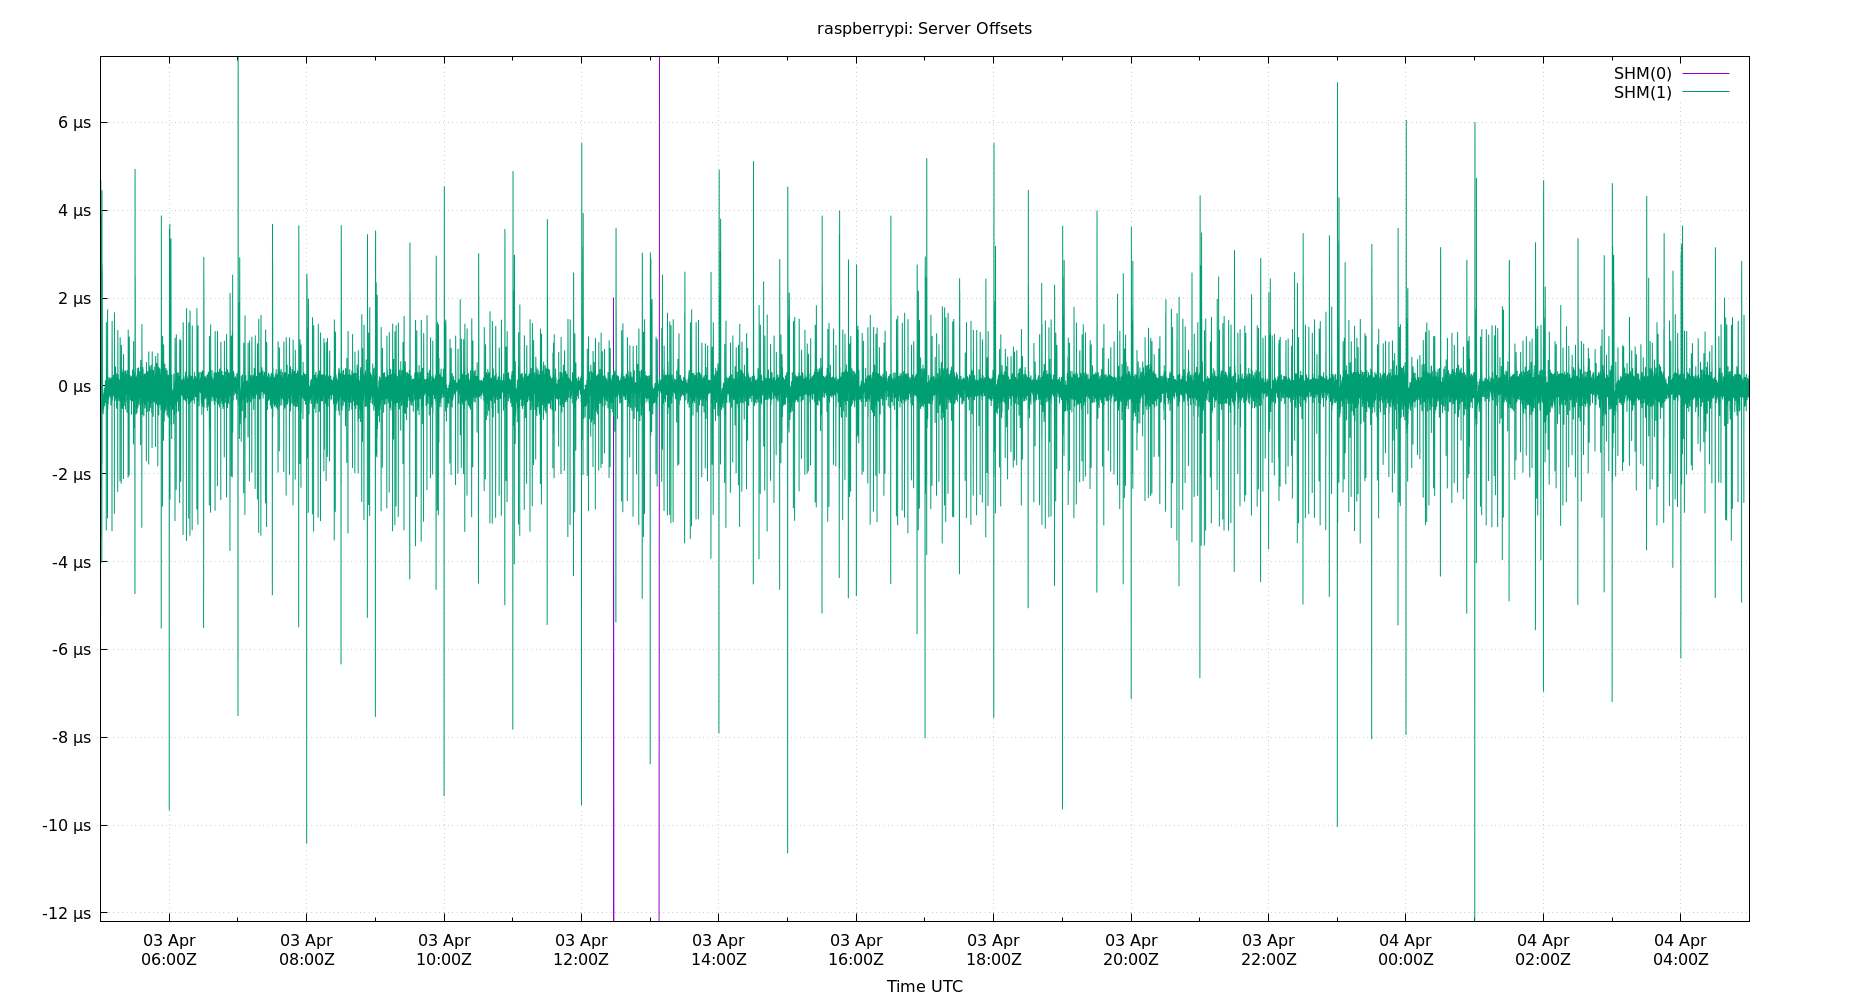 raspberrypi: Server Offsets
SHM(0)
SHM(1)
6 µs
4 µs
2 µs
0 µs
-2 µs
-4 µs
-6 µs
-8 µs
-10 µs
-12 µs
03 Apr 03 Apr 03 Apr 03 Apr 03 Apr 03 Apr 03 Apr 03 Apr 03 Apr 04 Apr 04 Apr 04 Apr
06:00Z 08:00Z 10:00Z 12:00Z 14:00Z 16:00Z 18:00Z 20:00Z 22:00Z 00:00Z 02:00Z 04:00Z
Time UTC